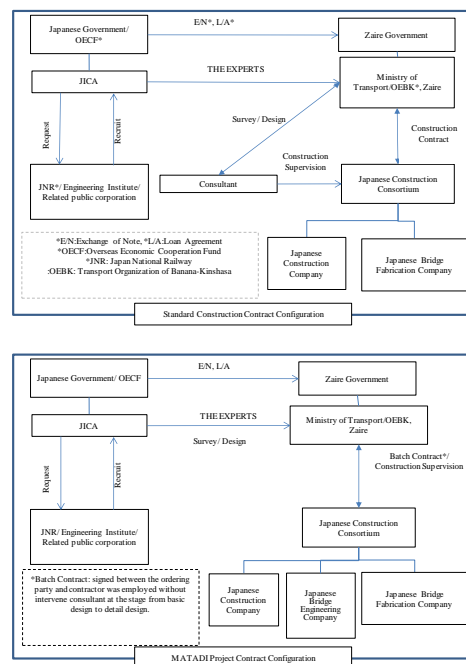 Japanese Government/
OECF*
E/N*, L/A*
Zaire Government
JICA
THE EXPERTS
Ministry of
Transport/OEBK*, Zaire
Request
Recruit
Survey/ Design
Construction
Contract
Construction
Supervision
JNR*/ Engineering Institute/
Related public corporation
Consultant
Japanese Construction
Consortium
*E/N:Exchange of Note, *L/A:Loan Agreement
*OECF:Overseas Economic Cooperation Fund
*JNR: Japan National Railway
:OEBK: Transport Organization of Banana-Kinshasa
Japanese
Construction
Company
Japanese Bridge
Fabrication Company
Standard Construction Contract Configuration
Japanese Government/ OECF
E/N, L/A
Zaire Government
JICA
THE EXPERTS
Survey/ Design
Ministry of Transport/OEBK,
Zaire
Request
Recruit
Batch Contract*/
Construction Supervision
JNR/ Engineering Institute/
Related public corporation
Japanese Construction
Consortium
*Batch Contract: signed between the ordering
party and contractor was employed without
intervene consultant at the stage from basic
design to detail design.
Japanese
Construction
Company
Japanese
Bridge
Engineering
Company
Japanese Bridge
Fabrication Company
MATADI Project Contract Configuration